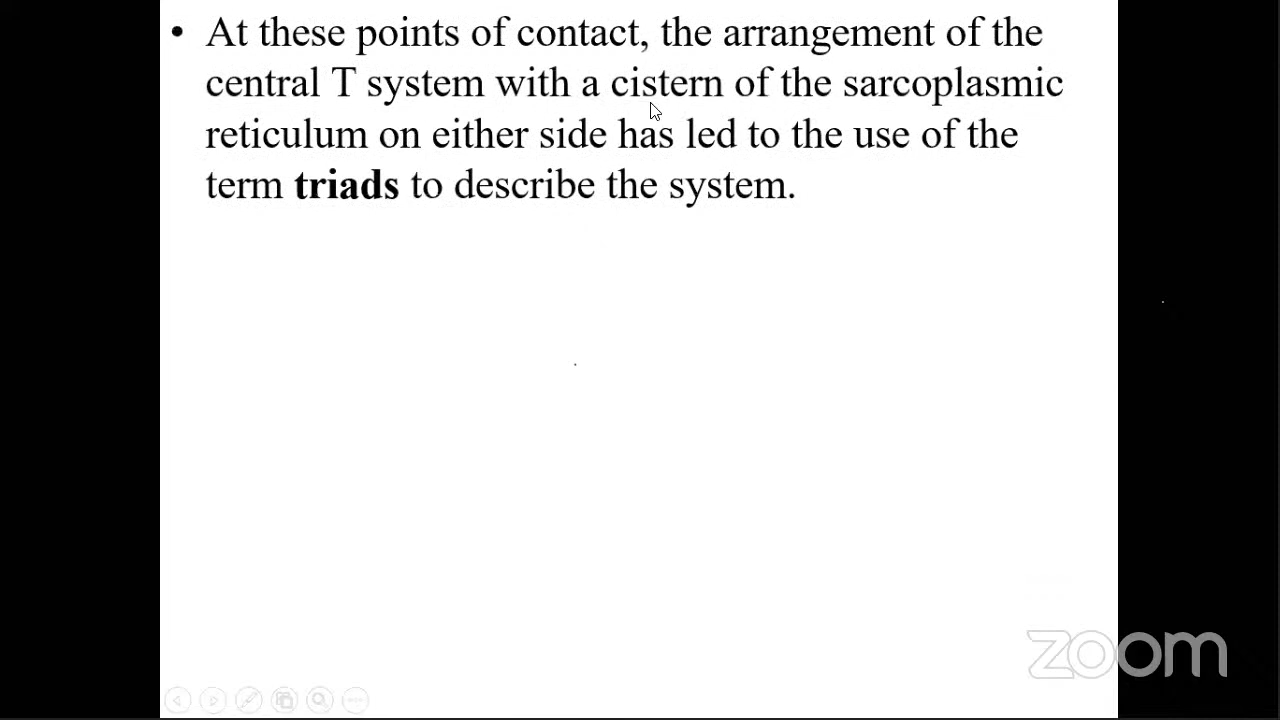 • At these points of contact, the arrangement of the
central T system with a cistern of the sarcoplasmic
reticulum on either side has led to the use of the
term triads to describe the system.
zoom